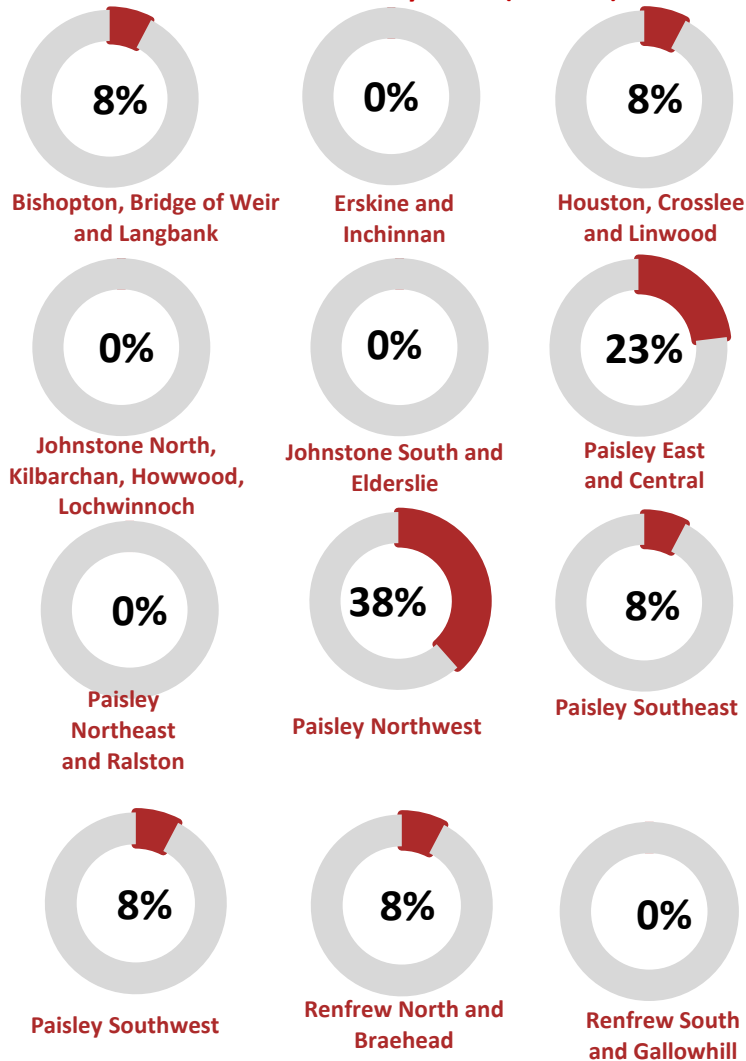 8%
0%
8%
Bishopton, Bridge of Weir
and Langbank
Erskine and
Inchinnan
Houston, Crosslee
and Linwood
0%
0%
23%
Johnstone North,
Kilbarchan, Howwood,
Lochwinnoch
Johnstone South and
Elderslie
Paisley East
and Central
0%
38%
8%
Paisley
Northeast
and Ralston
Paisley Northwest
Paisley Southeast
8%
8%
0%
Paisley Southwest
Renfrew North and
Braehead
Renfrew South
and Gallowhill